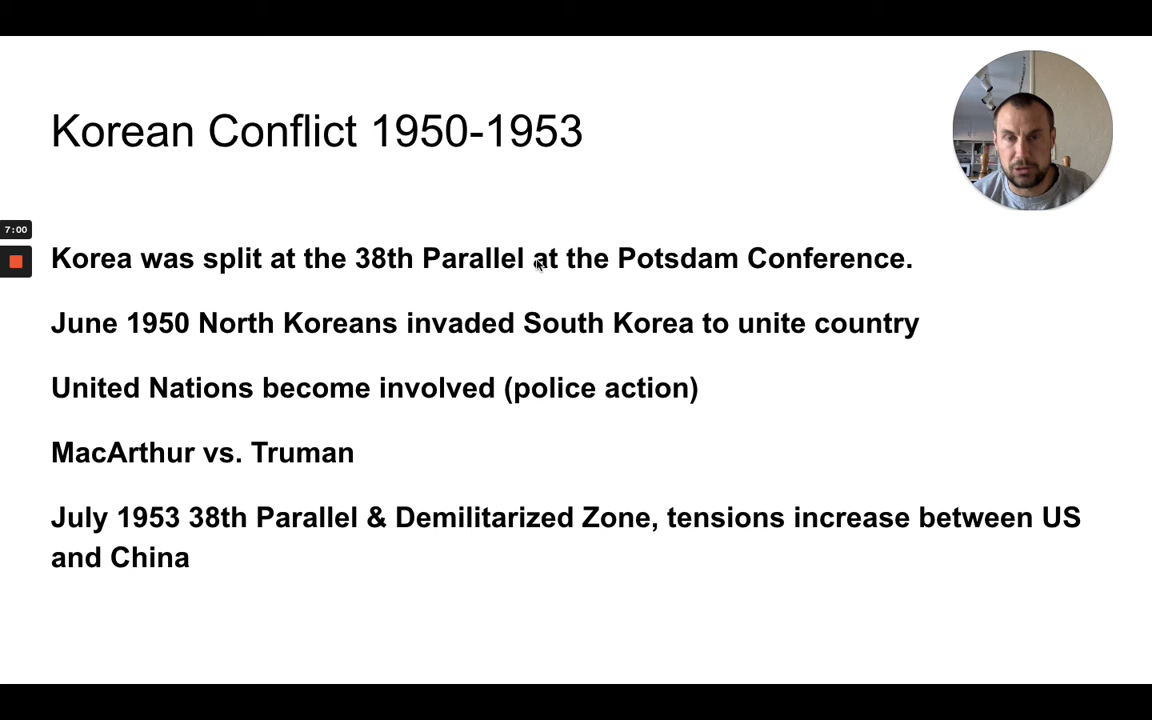 Korean Conflict 1950-1953
7:00
Korea was split at the 38th Parallel at the Potsdam Conference.
June 1950 North Koreans invaded South Korea to unite country
United Nations become involved (police action)
MacArthur vs. Truman
July 1953 38th Parallel & Demilitarized Zone, tensions increase between US
and China